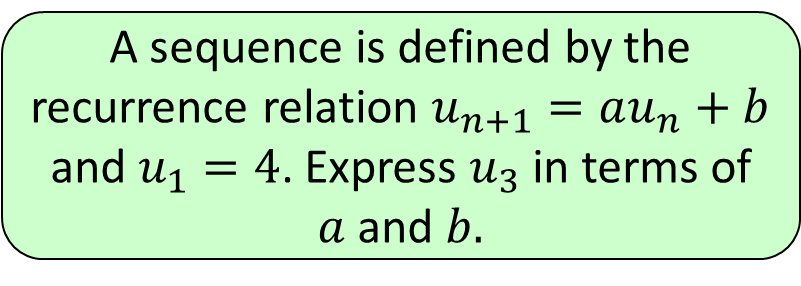 A sequence is defined by the
recurrence relation 𝑢ₙ₊₁ = 𝑎𝑢ₙ + 𝑏
and 𝑢₁ = 4. Express 𝑢₃ in terms of
𝑎 and 𝑏.